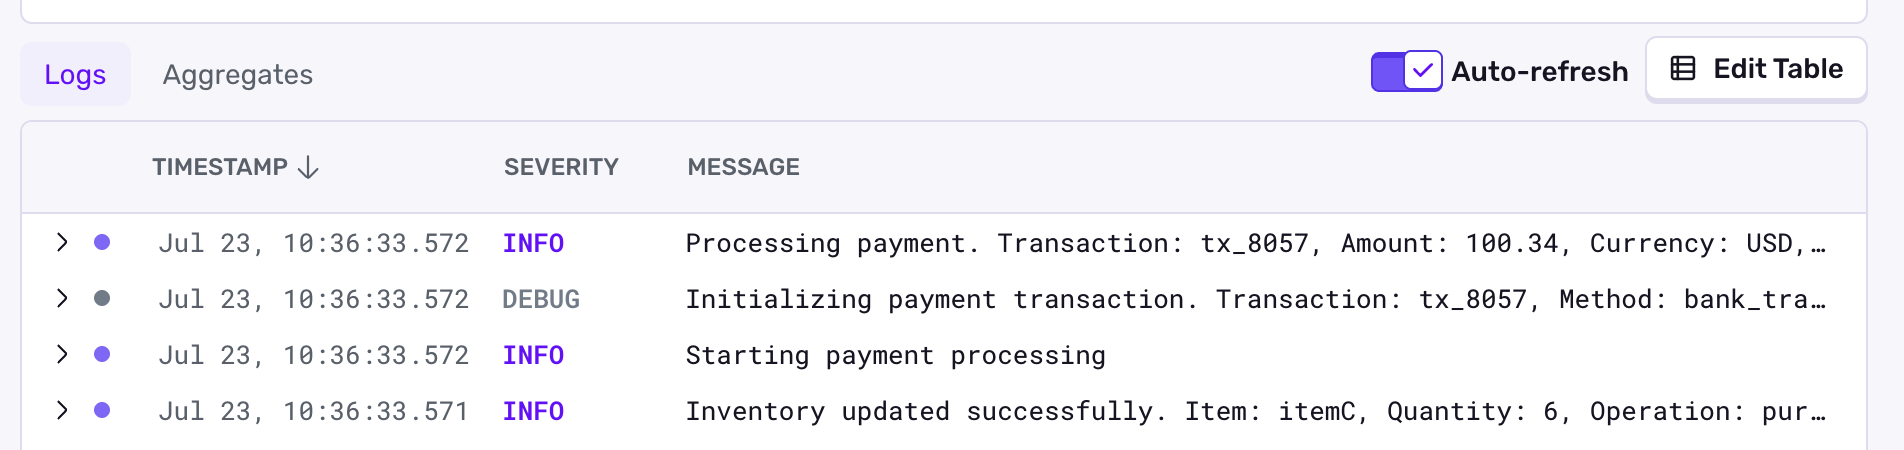 Logs Aggregates Auto-refresh Edit Table
TIMESTAMP SEVERITY MESSAGE
Jul 23, 10:36:33.572 INFO Processing payment. Transaction: tx_8057, Amount: 100.34, Currency: USD,…
Jul 23, 10:36:33.572 DEBUG Initializing payment transaction. Transaction: tx_8057, Method: bank_tra…
Jul 23, 10:36:33.572 INFO Starting payment processing
Jul 23, 10:36:33.571 INFO Inventory updated successfully. Item: itemC, Quantity: 6, Operation: pur…